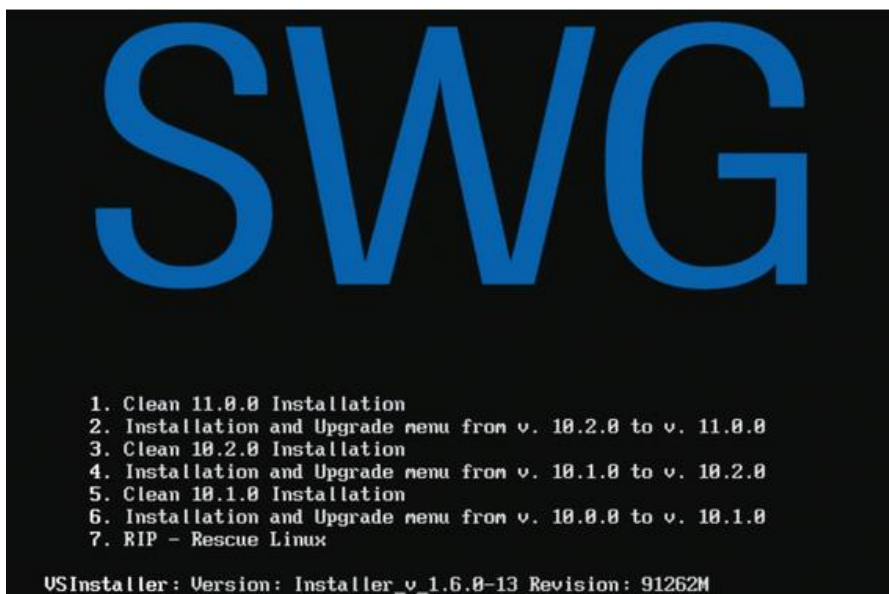 SWG
1. Clean 11.0.0 Installation
2. Installation and Upgrade menu from v. 10.2.0 to v. 11.0.0
3. Clean 10.2.0 Installation
4. Installation and Upgrade menu from v. 10.1.0 to v. 10.2.0
5. Clean 10.1.0 Installation
6. Installation and Upgrade menu from v. 10.0.0 to v. 10.1.0
7. RIP - Rescue Linux
VSInstaller: Version: Installer_v_1.6.0-13 Revision: 91262M